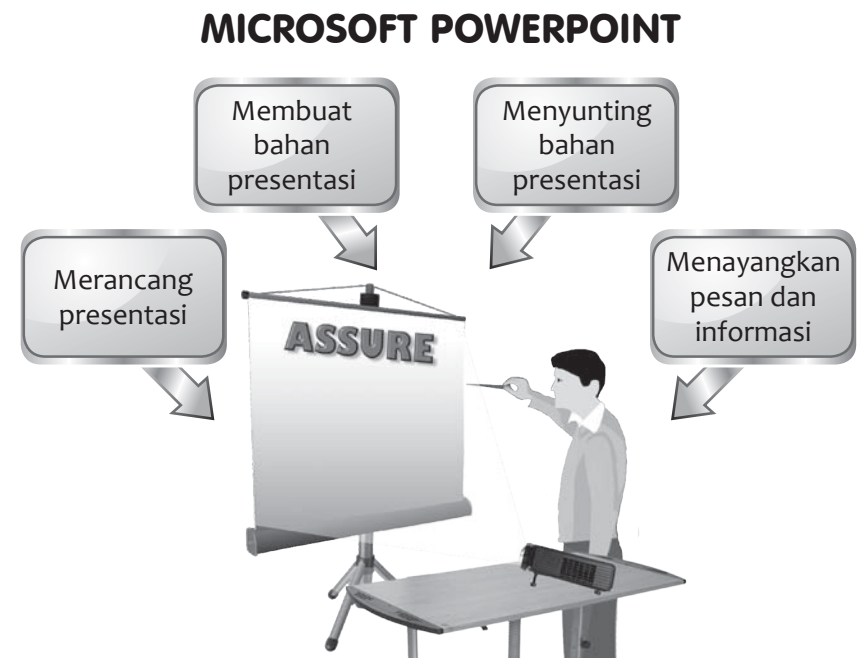 MICROSOFT POWERPOINT
Merancang
presentasi
Membuat
bahan
presentasi
Menyunting
bahan
presentasi
Menayangkan
pesan dan
informasi
ASSURE